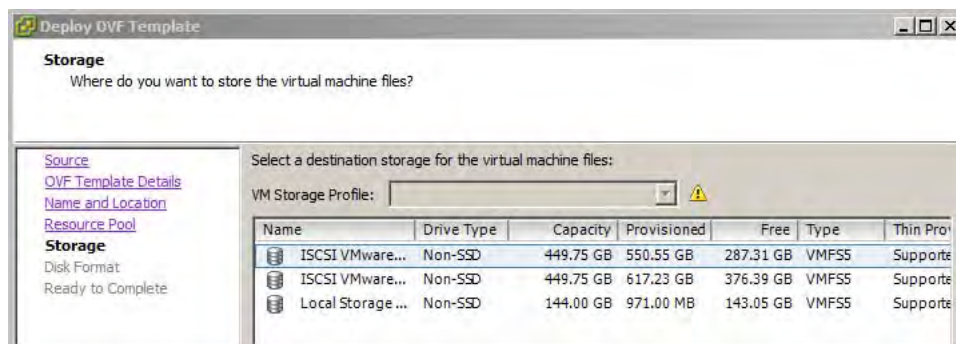 Deploy OVF Template
Storage
Where do you want to store the virtual machine files?
Source
OVF Template Details
Name and Location
Resource Pool
Storage
Disk Format
Ready to Complete
Select a destination storage for the virtual machine files:
VM Storage Profile:
Name Drive Type Capacity Provisioned Free Type Thin Prov
ISCSI VMware... Non-SSD 449.75 GB 550.55 GB 287.31 GB VMFS5 Supporte
ISCSI VMware... Non-SSD 449.75 GB 617.23 GB 376.39 GB VMFS5 Supporte
Local Storage ... Non-SSD 144.00 GB 971.00 MB 143.05 GB VMFS5 Supporte